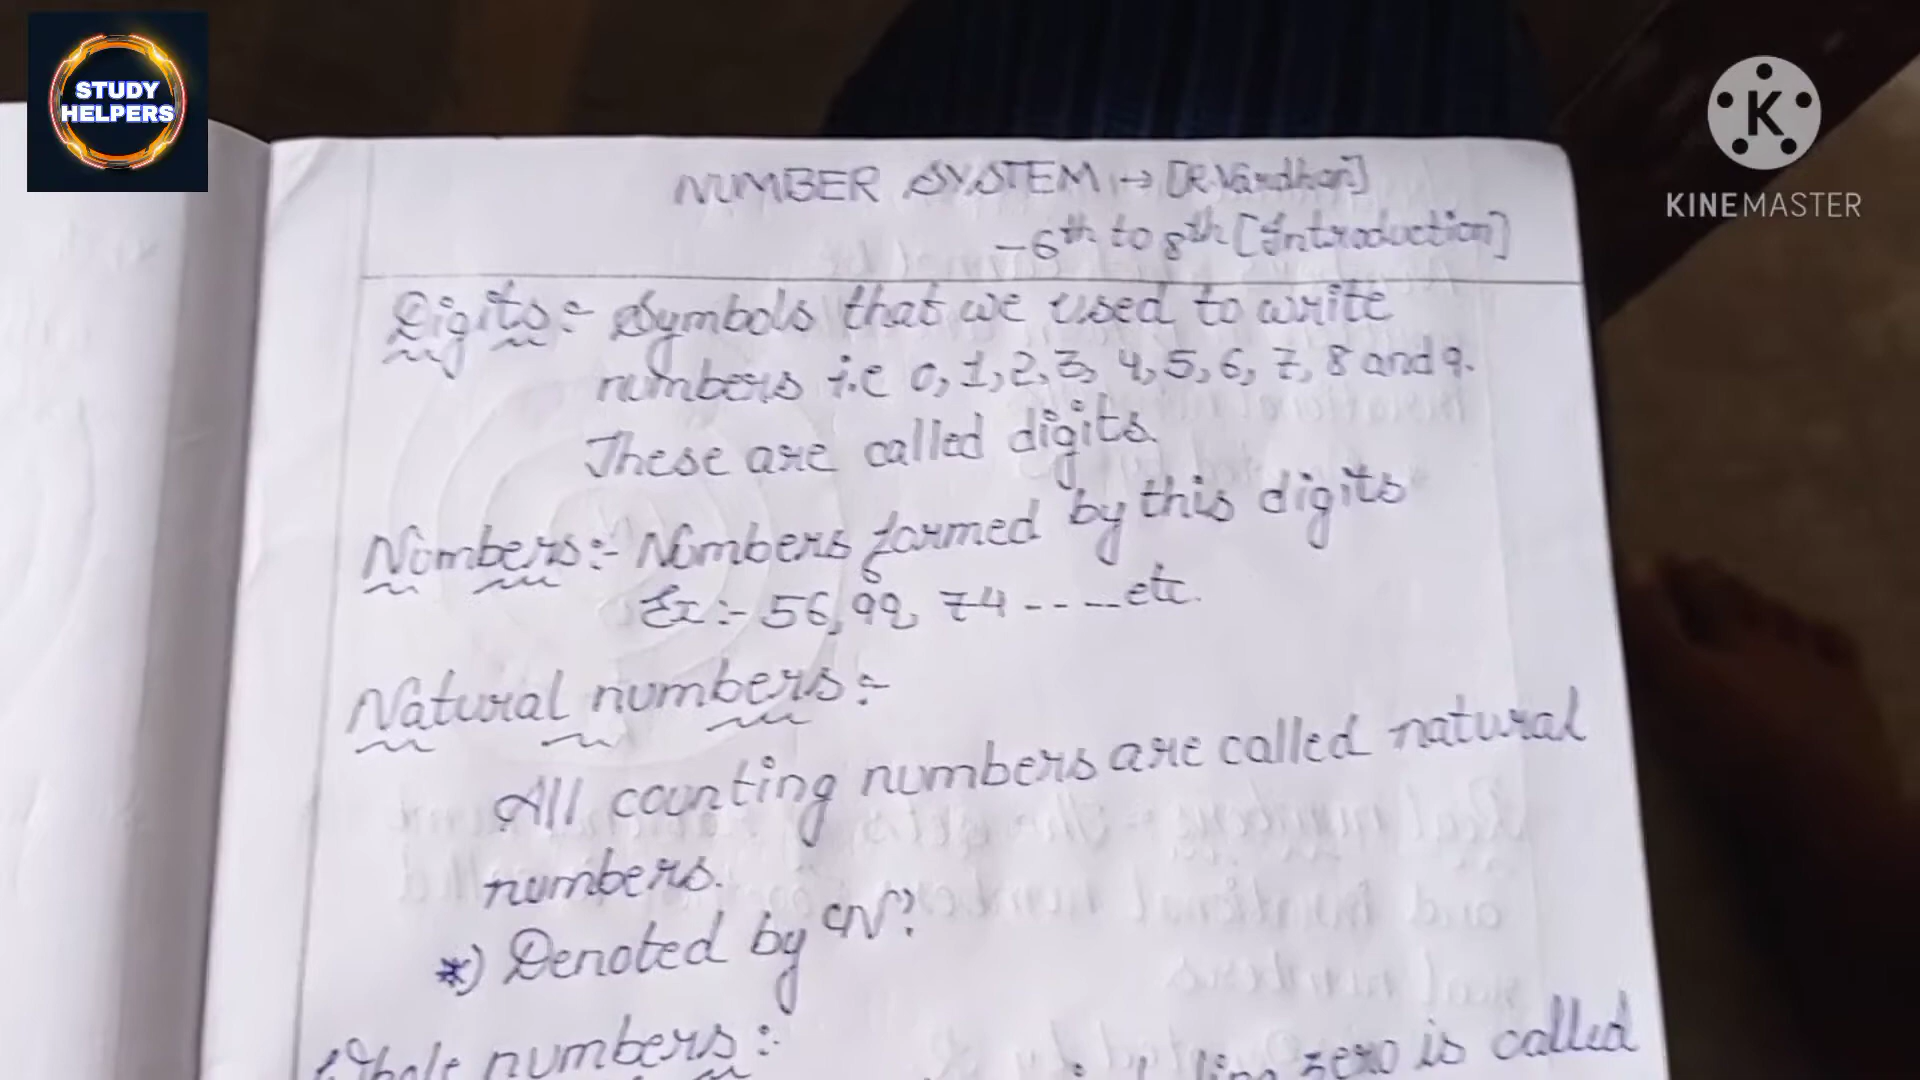 STUDY
HELPERS
KINEMASTER
NUMBER SYSTEM → [R.Vardhan]
- 6th to 8th [Introduction]
Digits:- Symbols that we used to write
numbers i.e 0, 1, 2, 3, 4, 5, 6, 7, 8 and 9.
These are called digits.
Numbers:- Numbers formed by this digits
Ex:- 56, 99, 74 ----etc.
Natural numbers:-
All counting numbers are called natural
numbers.
*) Denoted by "N"
Whole numbers:-
zero is called